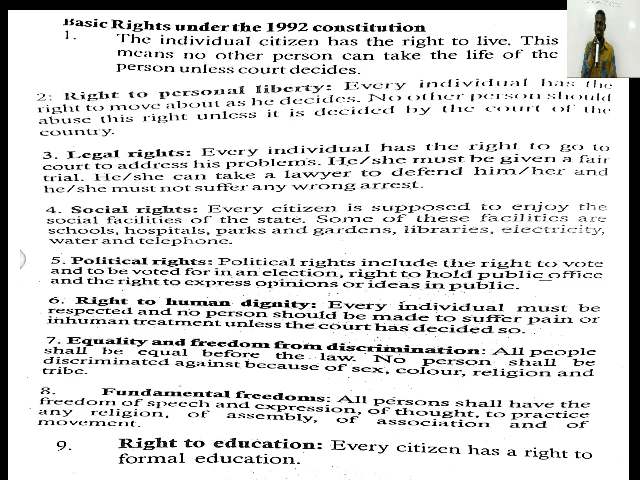 Basic Rights under the 1992 constitution
1. The individual citizen has the right to live. This
means no other person can take the life of the
person unless court decides.
2: Right to personal liberty: Every individual has the
right to move about as he decides. No other person should
abuse this right unless it is decided by the court of the
country.
3. Legal rights: Every individual has the right to go to
court to address his problems. He/she must be given a fair
trial. He/she can take a lawyer to defend him/her and
he/she must not suffer any wrong arrest.
4. Social rights: Every citizen is supposed to enjoy the
social facilities of the state. Some of these facilities are
schools, hospitals, parks and gardens, libraries, electricity,
water and telephone.
5. Political rights: Political rights include the right to vote
and to be voted for in an election, right to hold public office
and the right to express opinions or ideas in public.
6. Right to human dignity: Every individual must be
respected and no person should be made to suffer pain or
inhuman treatment unless the court has decided so.
7. Equality and freedom from discrimination: All people
shall be equal before the law. No person shall be
discriminated against because of sex, colour, religion and
tribe.
8. Fundamental freedoms: All persons shall have the
freedom of speech and expression, of thought, to practice
any religion, of assembly, of association and of
movement.
9. Right to education: Every citizen has a right to
formal education.